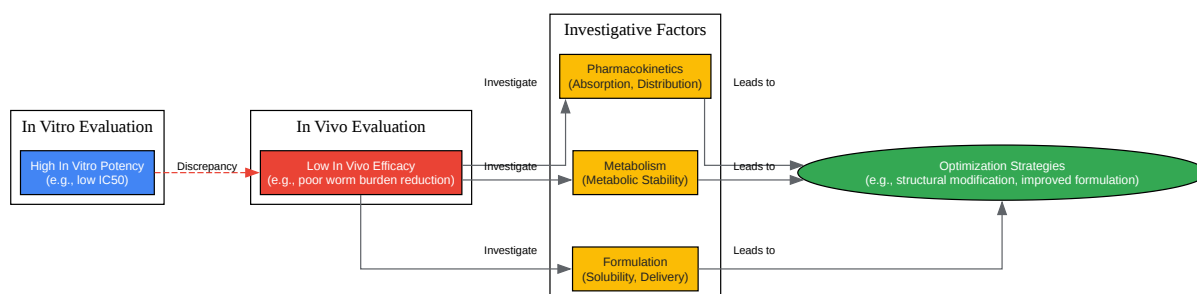 Investigative Factors
Pharmacokinetics
(Absorption, Distribution)
Investigate
Leads to
In Vitro Evaluation
In Vivo Evaluation
High In Vitro Potency
(e.g., low IC50)
Discrepancy
Low In Vivo Efficacy
(e.g., poor worm burden reduction)
Investigate
Metabolism
(Metabolic Stability)
Leads to
Optimization Strategies
(e.g., structural modification, improved formulation)
Investigate
Formulation
(Solubility, Delivery)
Leads to